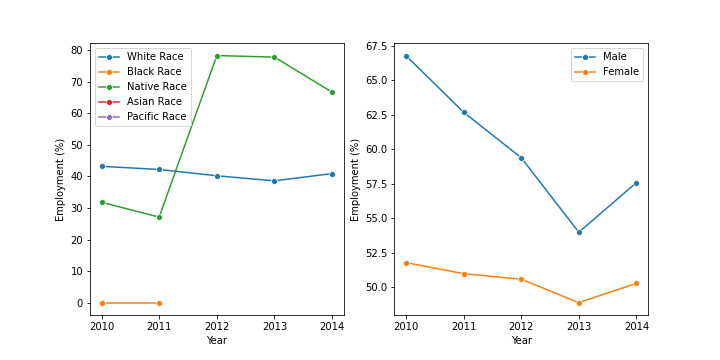 80
70
60
50
40
30
20
10
0
Employment (%)
White Race
Black Race
Native Race
Asian Race
Pacific Race
2010 2011 2012 2013 2014
Year
67.5
65.0
62.5
60.0
57.5
55.0
52.5
50.0
Employment (%)
Male
Female
2010 2011 2012 2013 2014
Year